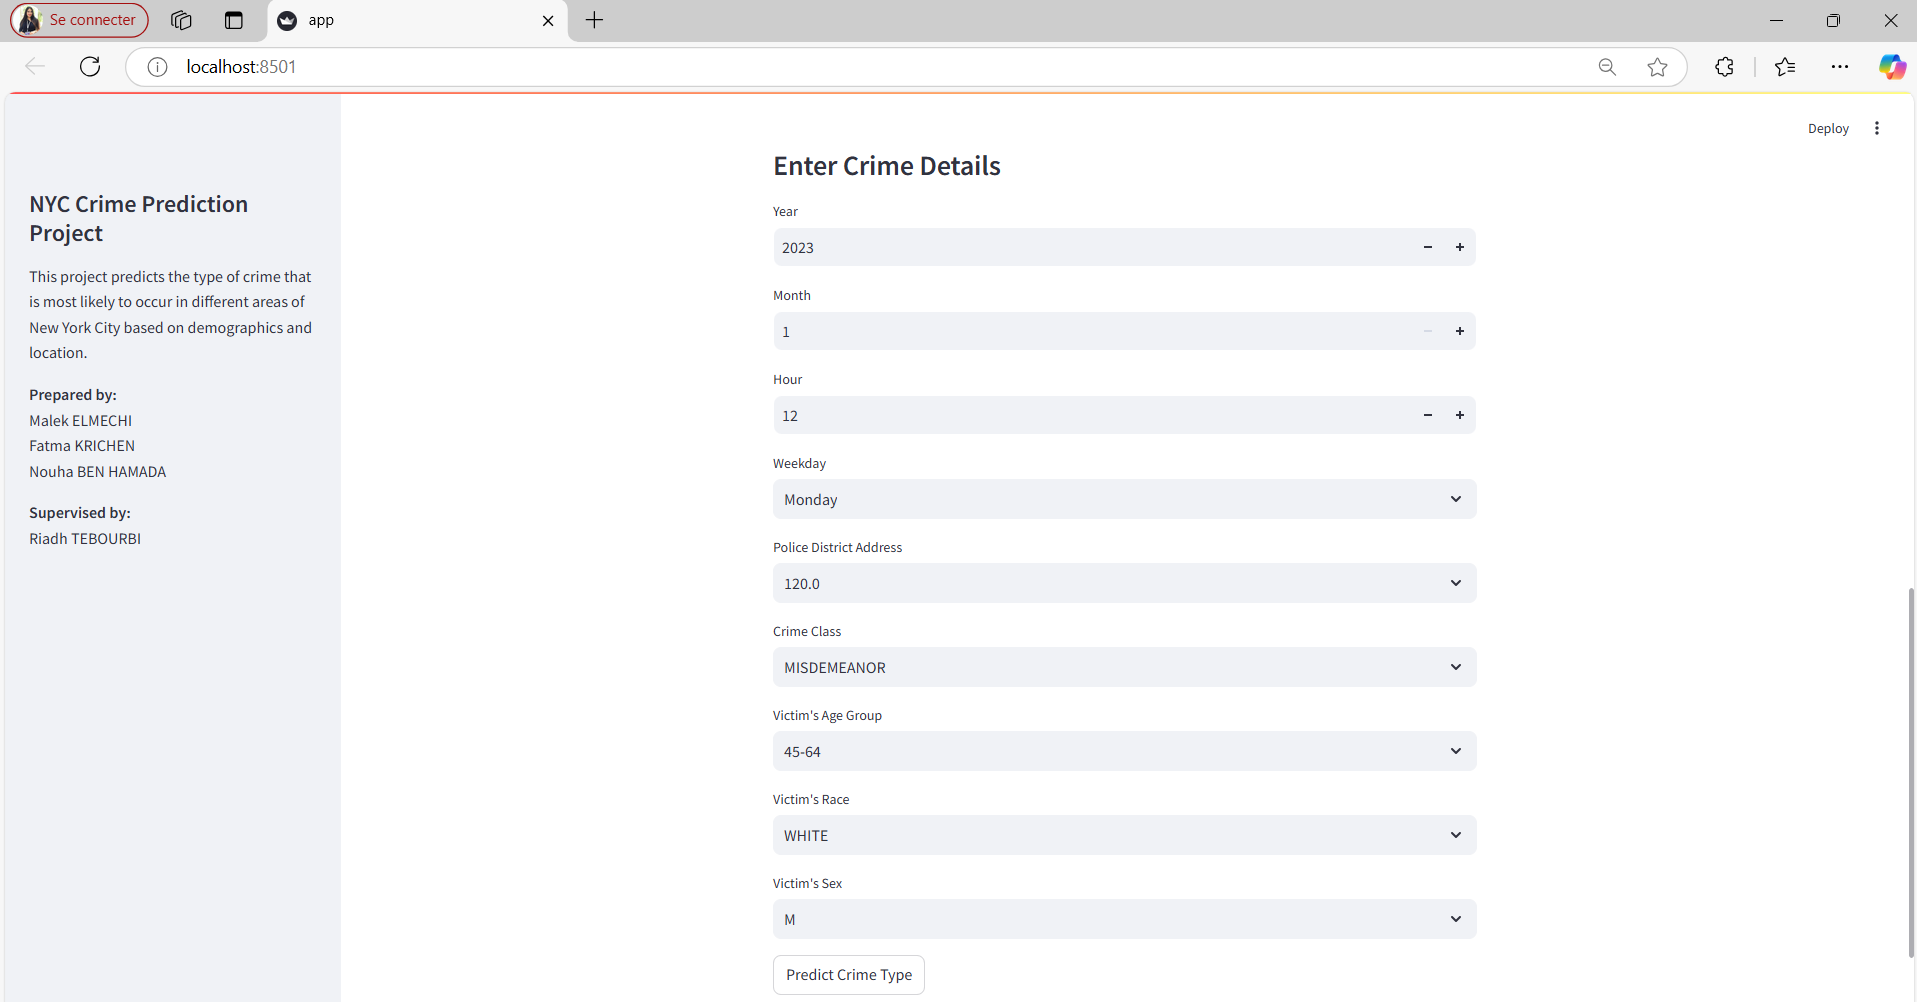 Se connecter
app
localhost:8501
Deploy
NYC Crime Prediction
Project
This project predicts the type of crime that
is most likely to occur in different areas of
New York City based on demographics and
location.
Prepared by:
Malek ELMECHI
Fatma KRICHEN
Nouha BEN HAMADA
Supervised by:
Riadh TEBOURBI
Enter Crime Details
Year
2023
Month
1
Hour
12
Weekday
Monday
Police District Address
120.0
Crime Class
MISDEMEANOR
Victim's Age Group
45-64
Victim's Race
WHITE
Victim's Sex
M
Predict Crime Type